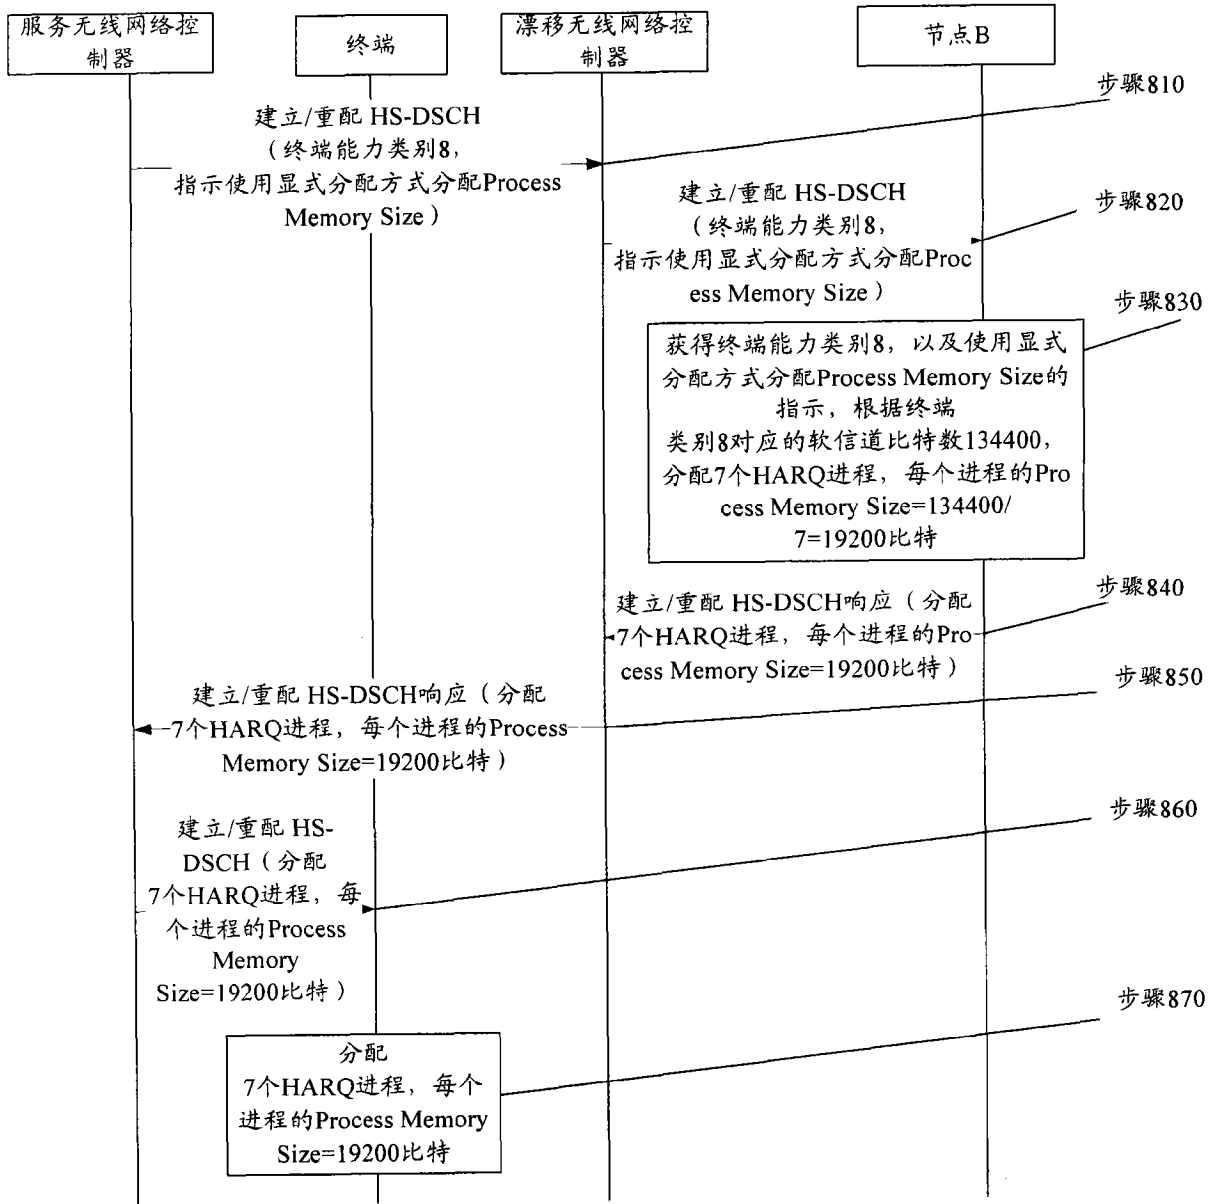 服务无线网络控
制器
终端
漂移无线网络控
制器
节点B
步骤810
建立/重配 HS-DSCH
（终端能力类别8，
指示使用显式分配方式分配Process
Memory Size）
步骤820
建立/重配 HS-DSCH
（终端能力类别8，
指示使用显式分配方式分配Proc
ess Memory Size）
步骤830
获得终端能力类别8，以及使用显式
分配方式分配Process Memory Size的
指示，根据终端
类别8对应的软信道比特数134400，
分配7个HARQ进程，每个进程的Pro
cess Memory Size=134400/
7=19200比特
步骤840
建立/重配 HS-DSCH响应（分配
7个HARQ进程，每个进程的Pro
cess Memory Size=19200比特）
步骤850
建立/重配 HS-DSCH响应（分配
7个HARQ进程，每个进程的Process
Memory Size=19200比特）
步骤860
建立/重配 HS-
DSCH（分配
7个HARQ进程，每
个进程的Process
Memory
Size=19200比特）
步骤870
分配
7个HARQ进程，每个
进程的Process Memory
Size=19200比特